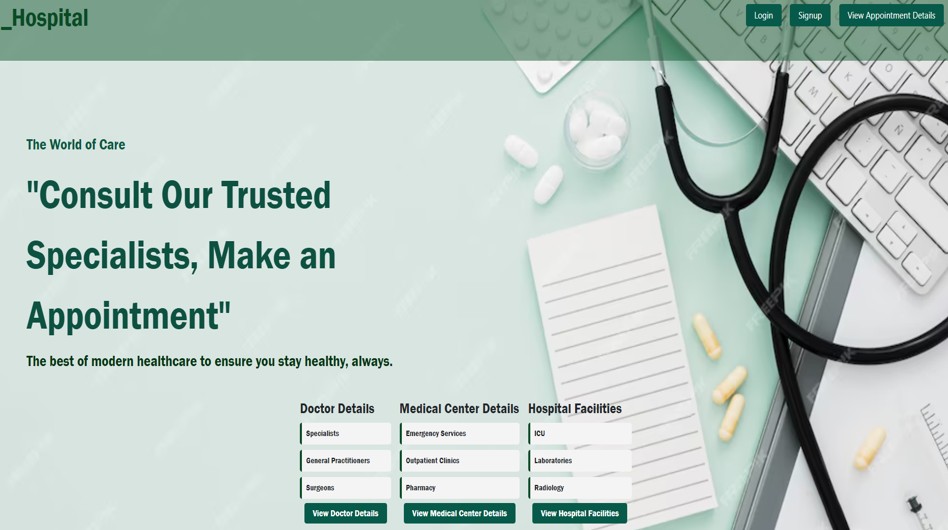 _Hospital
Login Signup View Appointment Details
The World of Care
"Consult Our Trusted
Specialists, Make an
Appointment"
The best of modern healthcare to ensure you stay healthy, always.
Doctor Details
Specialists
General Practitioners
Surgeons
View Doctor Details
Medical Center Details
Emergency Services
Outpatient Clinics
Pharmacy
View Medical Center Details
Hospital Facilities
ICU
Laboratories
Radiology
View Hospital Facilities
FREEPIK